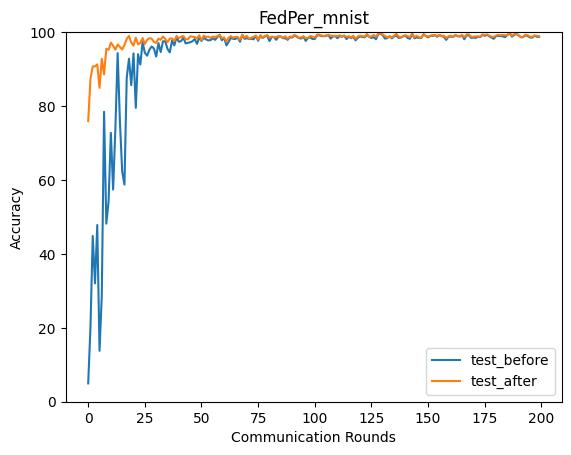 FedPer_mnist
Accuracy
100
80
60
40
20
0
0 25 50 75 100 125 150 175 200
Communication Rounds
test_before
test_after